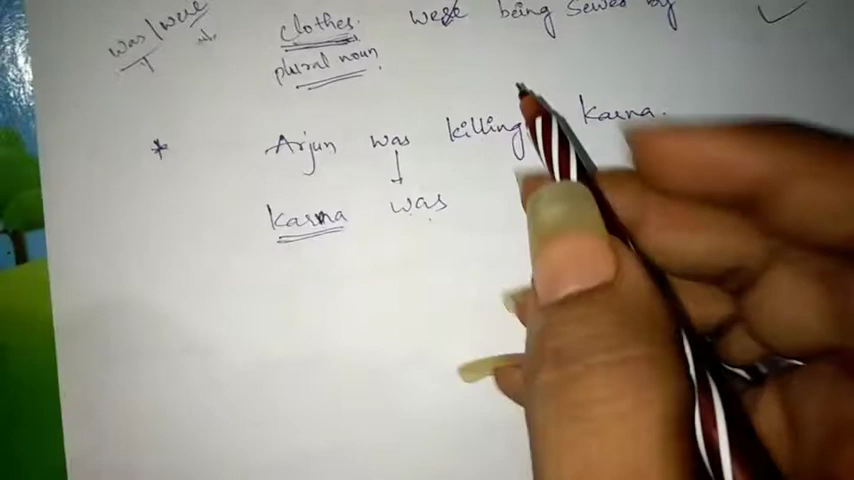 was/were clothes. were being sewed by
plural noun.
* Arjun was killing karna.
karna was